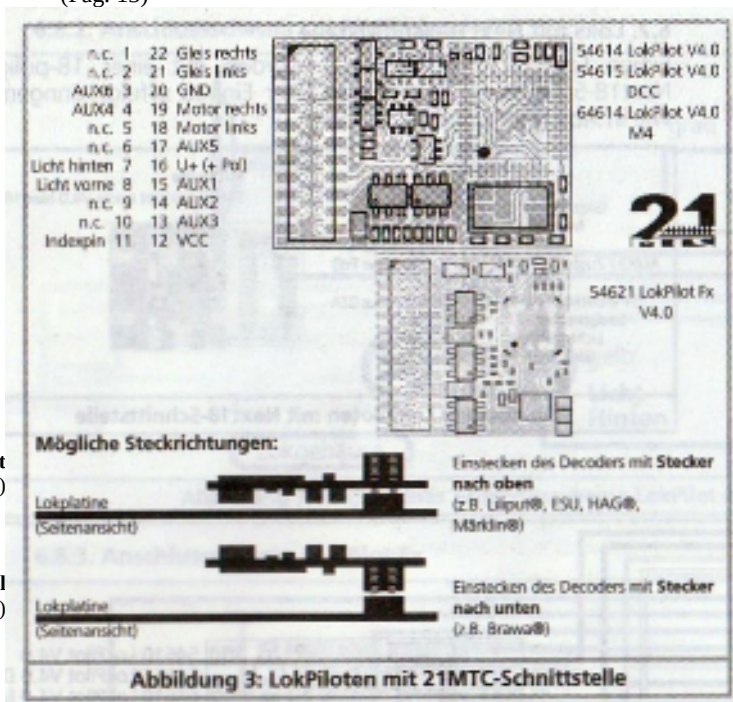 (Pag. 15)
n.c. 1 22 Gleis rechts
n.c. 2 21 Gleis links
AUX6 3 20 GND
AUX4 4 19 Motor rechts
n.c. 5 18 Motor links
n.c. 6 17 AUX5
Licht hinten 7 16 U+ (+ Pol)
Licht vorne 8 15 AUX1
n.c. 9 14 AUX2
n.c. 10 13 AUX3
Indexpin 11 12 VCC
54614 LokPilot V4.0
54615 LokPilot V4.0
DCC
64614 LokPilot V4.0
M4
21
54621 LokPilot Fx
V4.0
Mögliche Steckrichtungen:
Lokplatine
(Seitenansicht)
Einstecken des Decoders mit Stecker
nach oben
(z.B. Liliput®, ESU, HAG®,
Märklin®)
Lokplatine
(Seitenansicht)
Einstecken des Decoders mit Stecker
nach unten
(z.B. Brawa®)
Abbildung 3: LokPiloten mit 21MTC-Schnittstelle